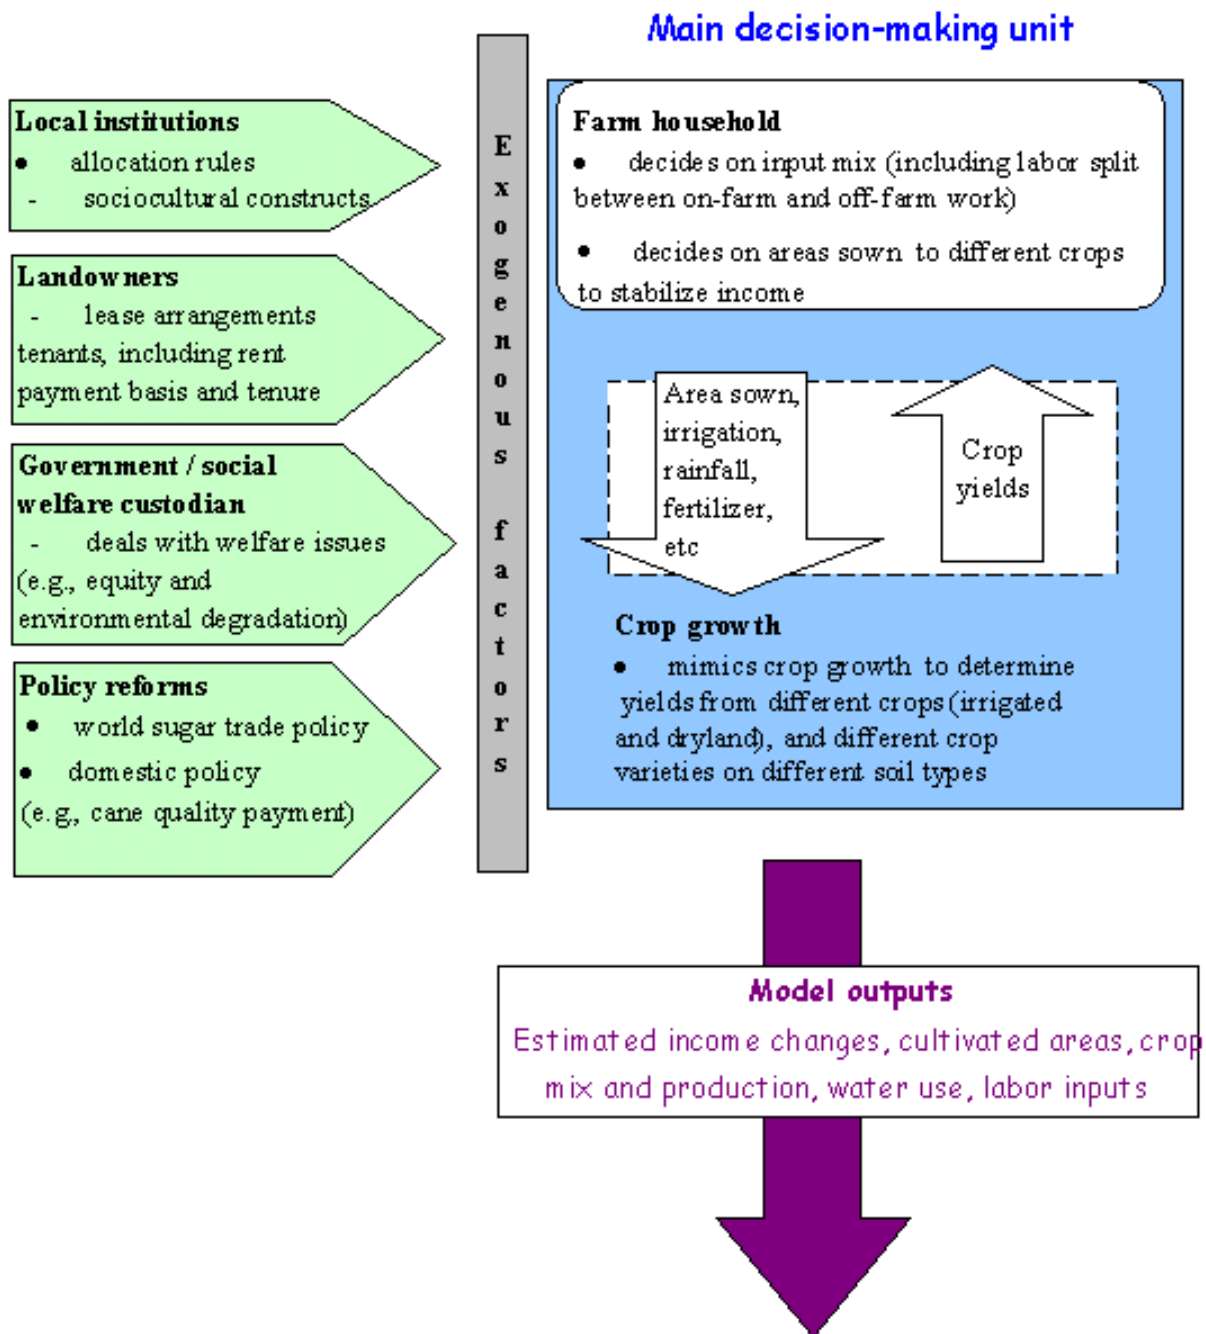 Main decision-making unit
Local institutions
● allocation rules
- sociocultural constructs
Landowners
- lease arrangements
tenants, including rent
payment basis and tenure
Government / social
welfare custodian
- deals with welfare issues
(e.g., equity and
environmental degradation)
Policy reforms
● world sugar trade policy
● domestic policy
(e.g., cane quality payment)
Exogenous factors
Farm household
● decides on input mix (including labor split
between on-farm and off-farm work)
● decides on areas sown to different crops
to stabilize income
Area sown,
irrigation,
rainfall,
fertilizer,
etc
Crop
yields
Crop growth
● mimics crop growth to determine
yields from different crops (irrigated
and dryland), and different crop
varieties on different soil types
Model outputs
Estimated income changes, cultivated areas, crop
mix and production, water use, labor inputs